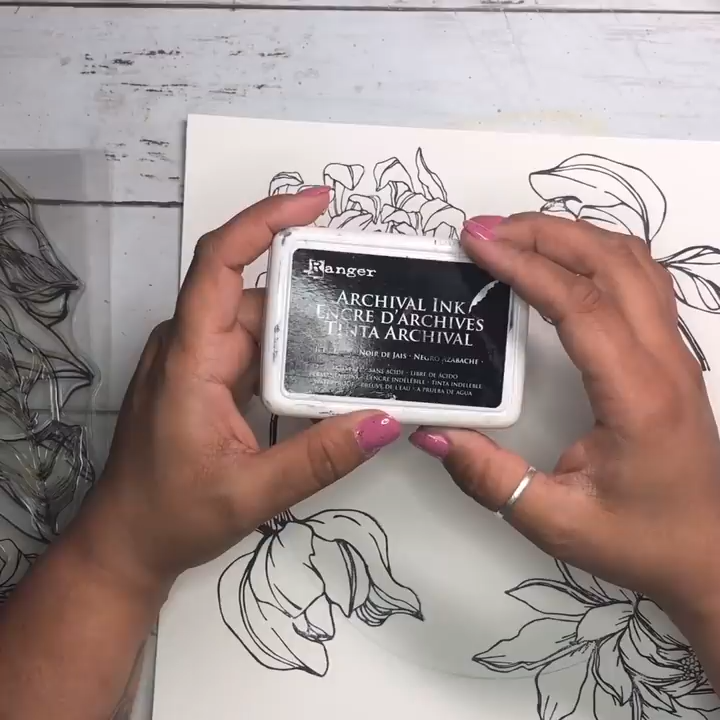 Ranger
ARCHIVAL INK
ENCRE D'ARCHIVES
TINTA ARCHIVAL
NOIR DE JAIS · NEGRO AZABACHE ·
SANS ACIDE · LIBRE DE ÁCIDO
ENCRE INDÉLÉBILE · TINTA INDELEBLE
A PRUEBA DE AGUA